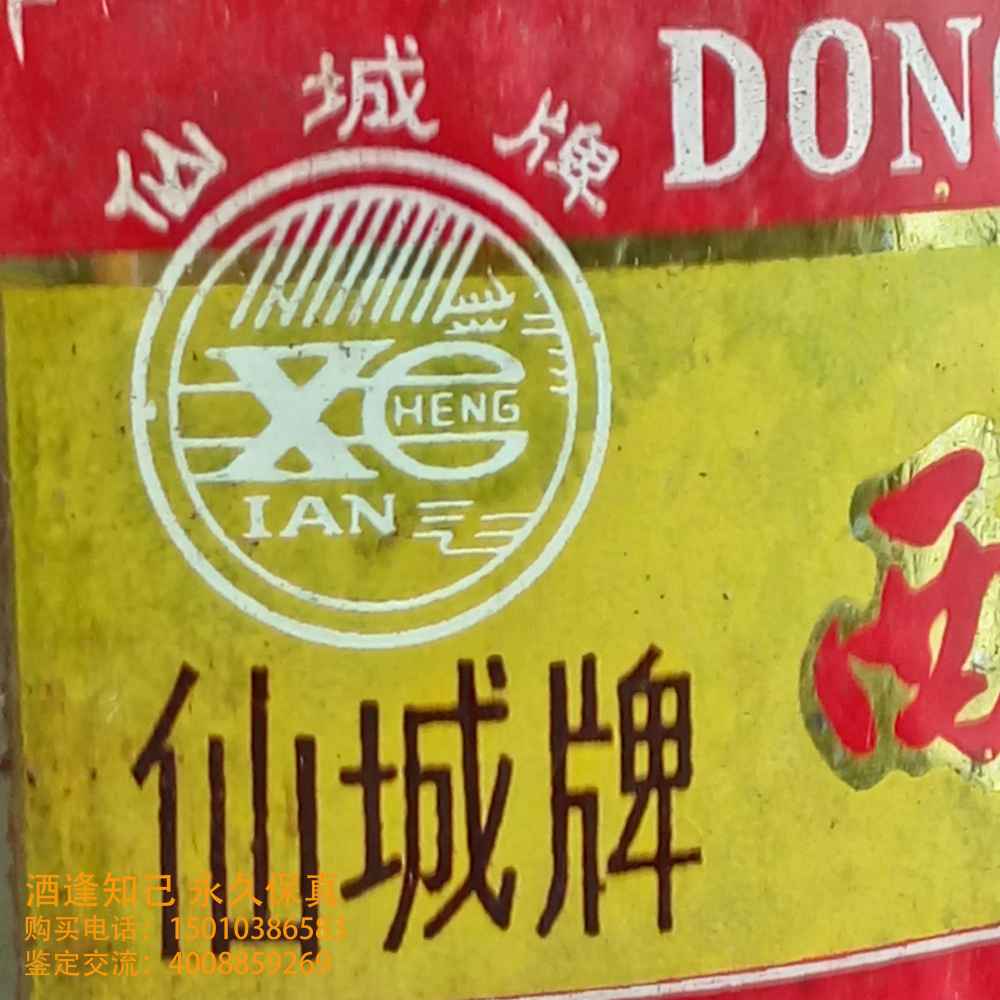 仙城牌
DONG
XC
HENG
IAN
仙城牌
酒逢知己 永久保真
购买电话：15010386583
鉴定交流：4008859269